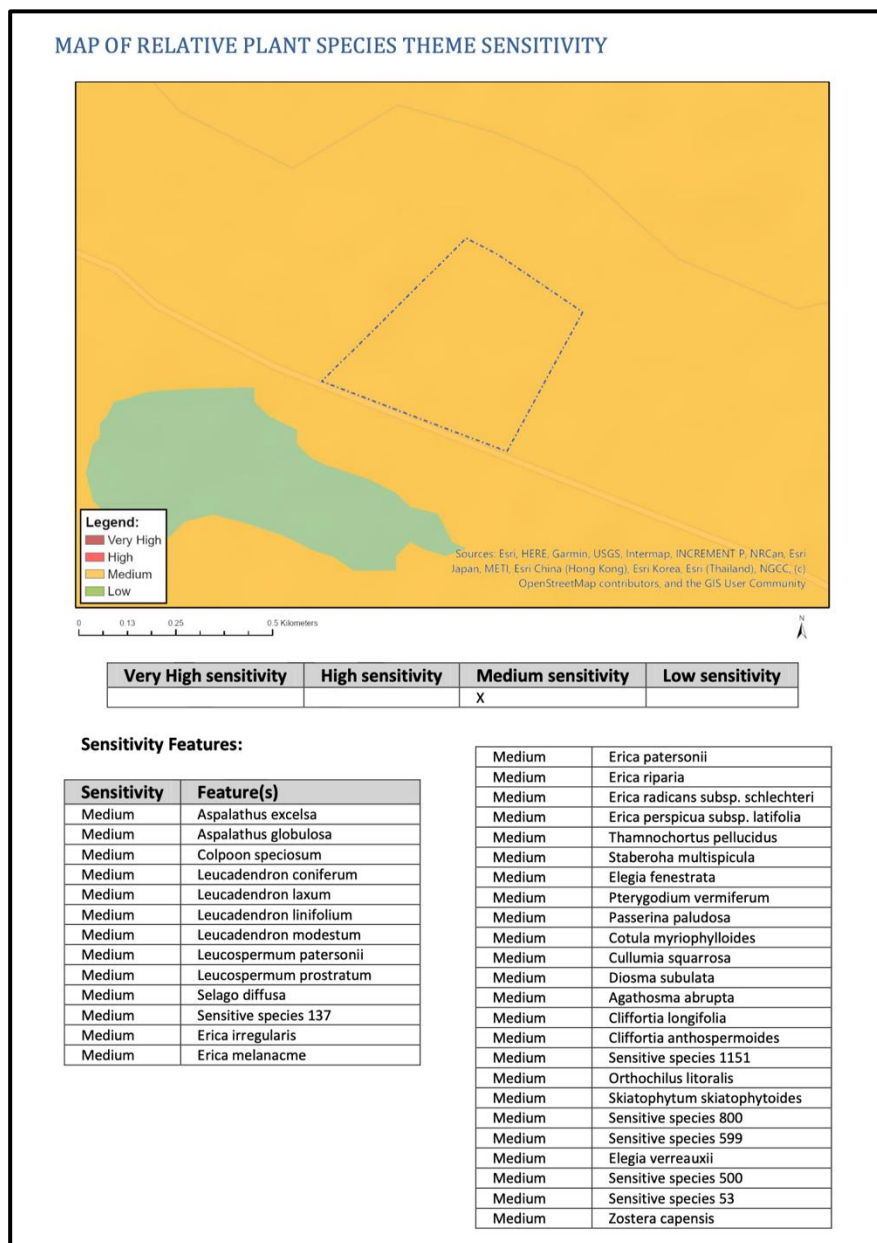 MAP OF RELATIVE PLANT SPECIES THEME SENSITIVITY
Legend:
Very High
High
Medium
Low
Sources: Esri, HERE, Garmin, USGS, Intermap, INCREMENT P, NRCan, Esri
Japan, METI, Esri China (Hong Kong), Esri Korea, Esri (Thailand), NGCC, (c)
OpenStreetMap contributors, and the GIS User Community
0 0.13 0.25 0.5 Kilometers
N
Very High sensitivity High sensitivity Medium sensitivity Low sensitivity
X
Sensitivity Features:
Sensitivity Feature(s)
Medium Aspalathus excelsa
Medium Aspalathus globulosa
Medium Colpoon speciosum
Medium Leucadendron coniferum
Medium Leucadendron laxum
Medium Leucadendron linifolium
Medium Leucadendron modestum
Medium Leucospermum patersonii
Medium Leucospermum prostratum
Medium Selago diffusa
Medium Sensitive species 137
Medium Erica irregularis
Medium Erica melanacme
Medium Erica patersonii
Medium Erica riparia
Medium Erica radicans subsp. schlechteri
Medium Erica perspicua subsp. latifolia
Medium Thamnochortus pellucidus
Medium Staberoha multispicula
Medium Elegia fenestrata
Medium Pterygodium vermiferum
Medium Passerina paludosa
Medium Cotula myriophylloides
Medium Cullumia squarrosa
Medium Diosma subulata
Medium Agathosma abrupta
Medium Cliffortia longifolia
Medium Cliffortia anthospermoides
Medium Sensitive species 1151
Medium Orthochilus litoralis
Medium Skiatophytum skiatophytoides
Medium Sensitive species 800
Medium Sensitive species 599
Medium Elegia verreauxii
Medium Sensitive species 500
Medium Sensitive species 53
Medium Zostera capensis